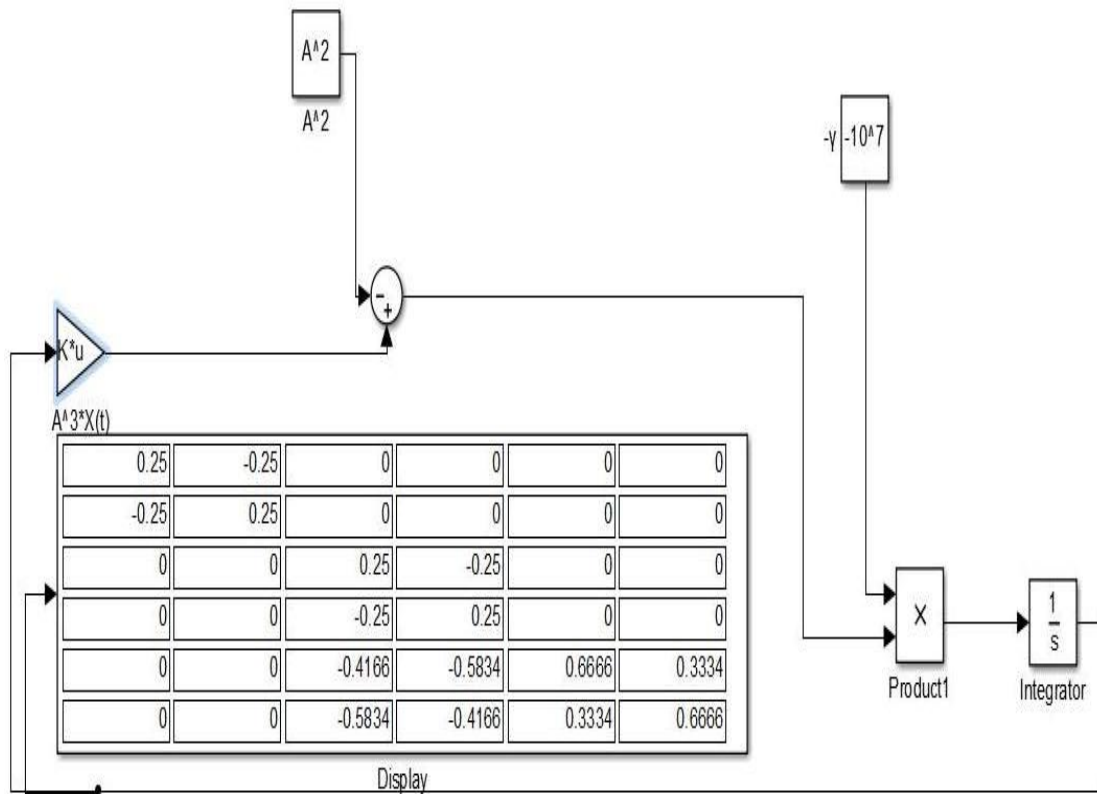 A^2
A^2
-γ -10^7
-
+
K*u
A^3*X(t)
0.25 -0.25 0 0 0 0
-0.25 0.25 0 0 0 0
0 0 0.25 -0.25 0 0
0 0 -0.25 0.25 0 0
0 0 -0.4166 -0.5834 0.6666 0.3334
0 0 -0.5834 -0.4166 0.3334 0.6666
Display
×
Product1
1
s
Integrator